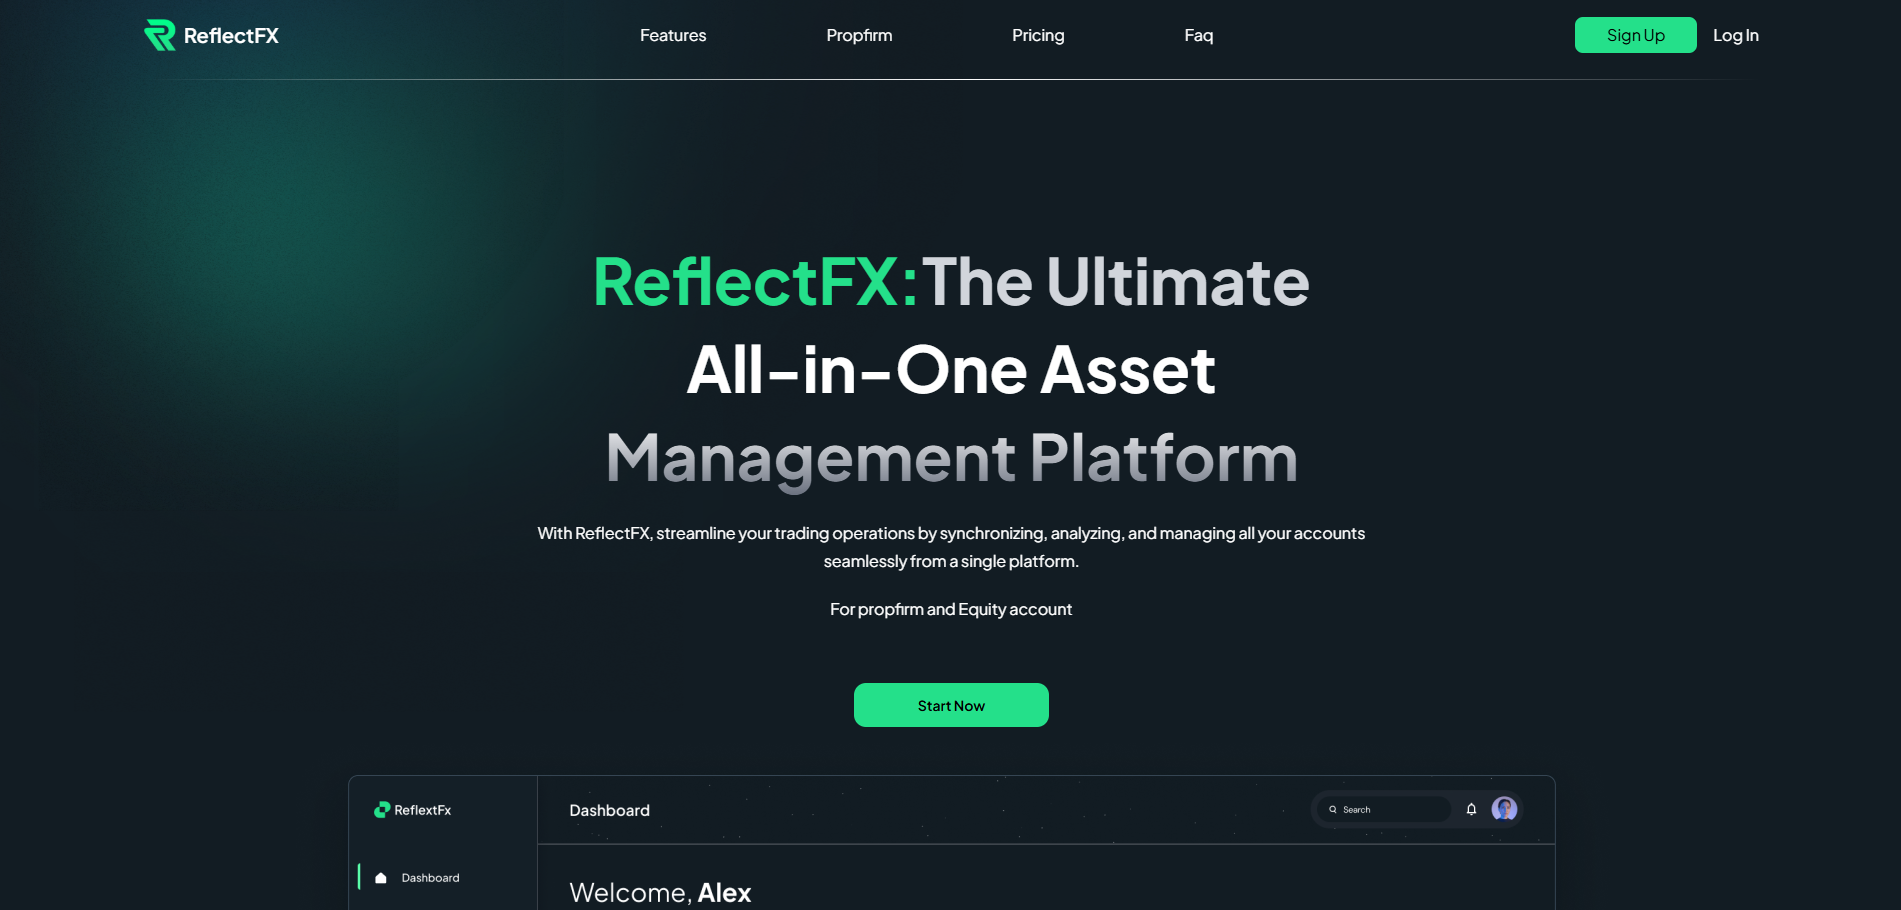 ReflectFX
Features
Propfirm
Pricing
Faq
Sign Up
Log In
ReflectFX:The Ultimate
All-in-One Asset
Management Platform
With ReflectFX, streamline your trading operations by synchronizing, analyzing, and managing all your accounts
seamlessly from a single platform.
For propfirm and Equity account
Start Now
ReflextFx
Dashboard
Search
Dashboard
Welcome, Alex